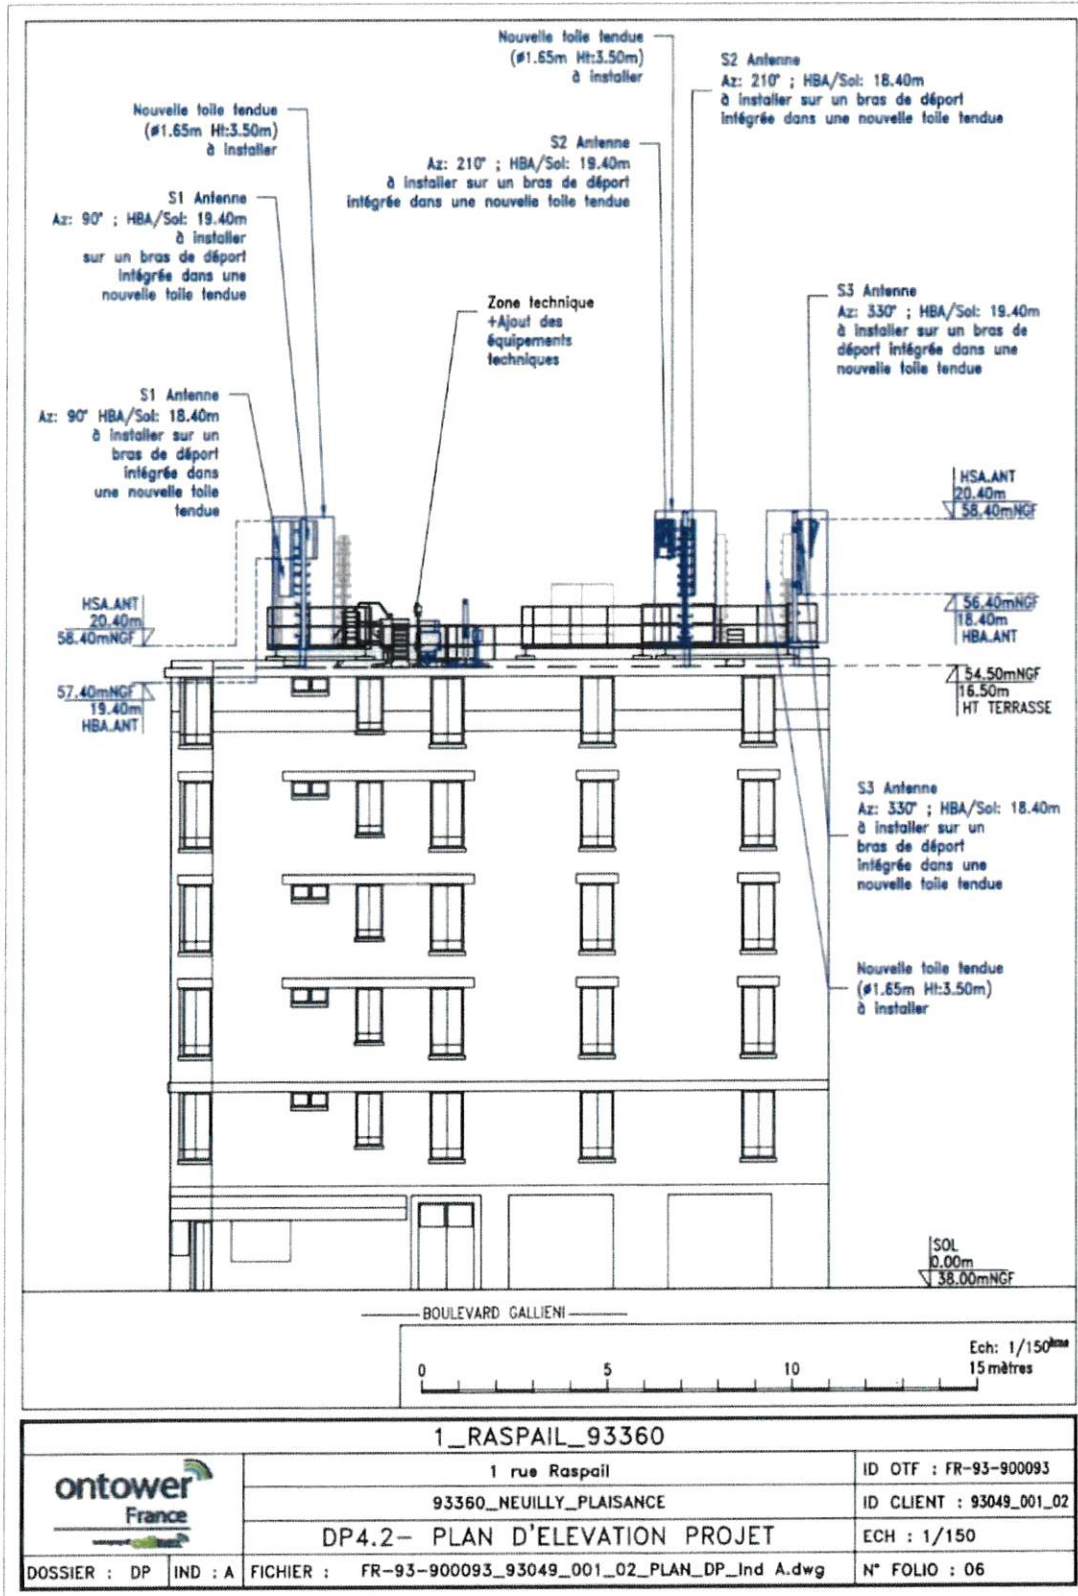 Nouvelle toile tendue
(ø1.65m Ht:3.50m)
à installer
S2 Antenne
Az: 210° ; HBA/Sol: 18.40m
à installer sur un bras de déport
intégrée dans une nouvelle toile tendue
Nouvelle toile tendue
(ø1.65m Ht:3.50m)
à installer
S2 Antenne
Az: 210° ; HBA/Sol: 19.40m
à installer sur un bras de déport
intégrée dans une nouvelle toile tendue
S1 Antenne
Az: 90° ; HBA/Sol: 19.40m
à installer
sur un bras de déport
intégrée dans une
nouvelle toile tendue
Zone technique
+Ajout des
équipements
techniques
S3 Antenne
Az: 330° ; HBA/Sol: 19.40m
à installer sur un bras de
déport intégrée dans une
nouvelle toile tendue
S1 Antenne
Az: 90° HBA/Sol: 18.40m
à installer sur un
bras de déport
intégrée dans
une nouvelle toile
tendue
HSA.ANT
20.40m
58.40mNGF
HSA.ANT
20.40m
58.40mNGF
56.40mNGF
18.40m
HBA.ANT
57.40mNGF
19.40m
HBA.ANT
54.50mNGF
16.50m
HT TERRASSE
S3 Antenne
Az: 330° ; HBA/Sol: 18.40m
à installer sur un
bras de déport
intégrée dans une
nouvelle toile tendue
Nouvelle toile tendue
(ø1.65m Ht:3.50m)
à installer
SOL
0.00m
38.00mNGF
BOULEVARD GALLIENI
Ech: 1/150ème
0 5 10 15 mètres
1_RASPAIL_93360
ontower
France
1 rue Raspail
ID OTF : FR-93-900093
93360_NEUILLY_PLAISANCE
ID CLIENT : 93049_001_02
DP4.2- PLAN D'ELEVATION PROJET
ECH : 1/150
DOSSIER : DP
IND : A
FICHIER : FR-93-900093_93049_001_02_PLAN_DP_Ind A.dwg
N° FOLIO : 06